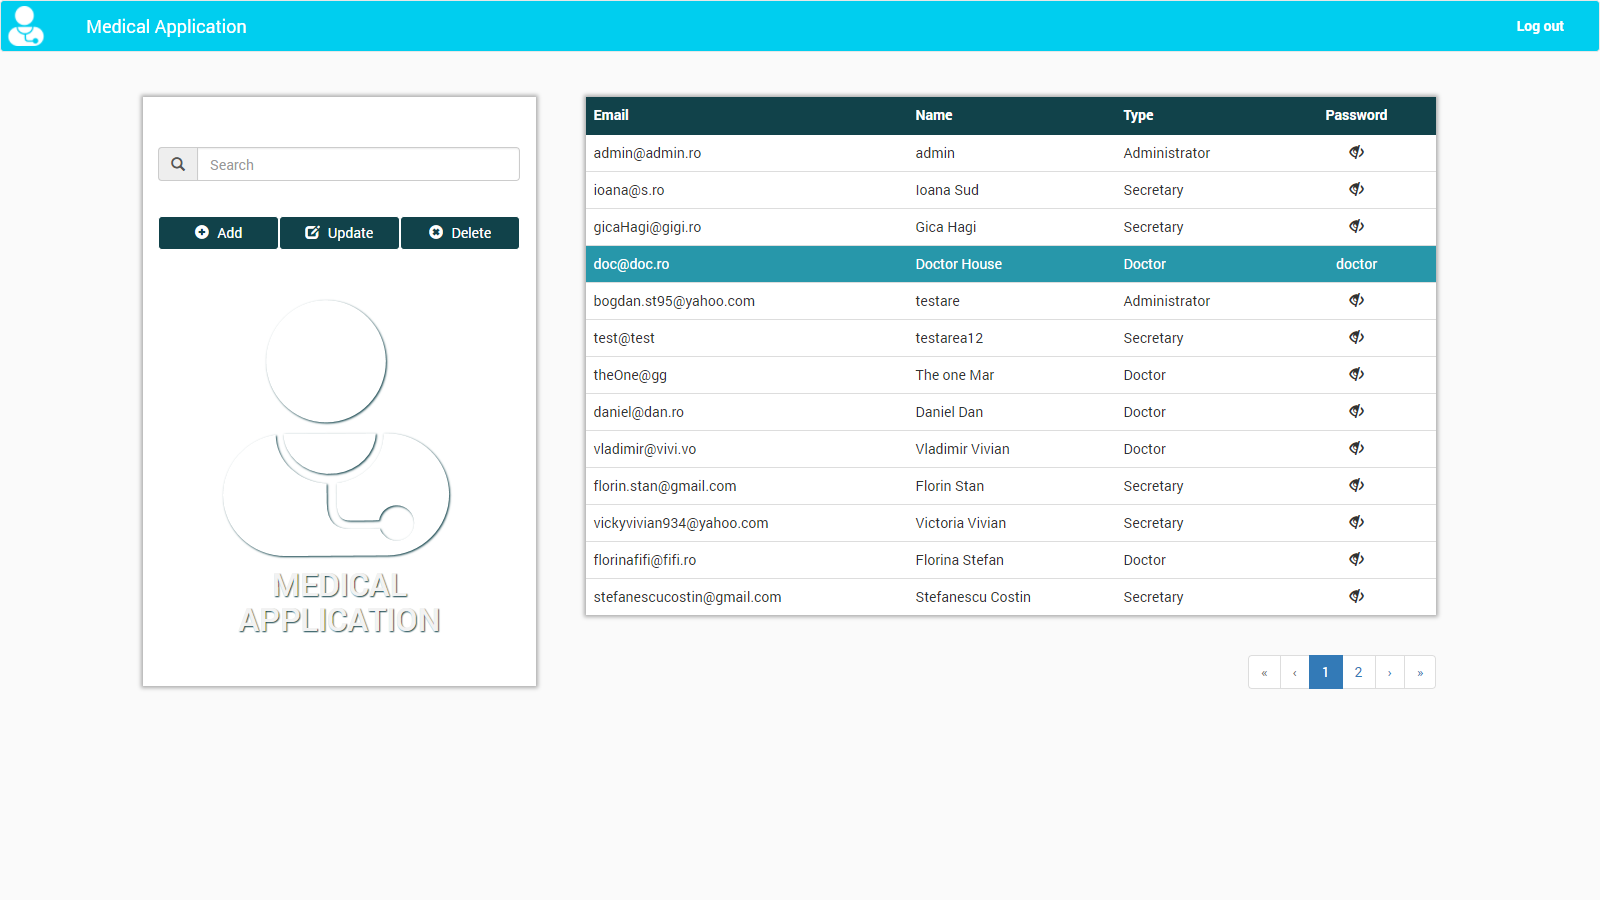 Medical Application
Log out
Search
Add Update Delete
MEDICAL
APPLICATION
Email Name Type Password
admin@admin.ro admin Administrator
ioana@s.ro Ioana Sud Secretary
gicaHagi@gigi.ro Gica Hagi Secretary
doc@doc.ro Doctor House Doctor doctor
bogdan.st95@yahoo.com testare Administrator
test@test testarea12 Secretary
theOne@gg The one Mar Doctor
daniel@dan.ro Daniel Dan Doctor
vladimir@vivi.vo Vladimir Vivian Doctor
florin.stan@gmail.com Florin Stan Secretary
vickyvivian934@yahoo.com Victoria Vivian Secretary
florinafifi@fifi.ro Florina Stefan Doctor
stefanescucostin@gmail.com Stefanescu Costin Secretary
« ‹ 1 2 › »